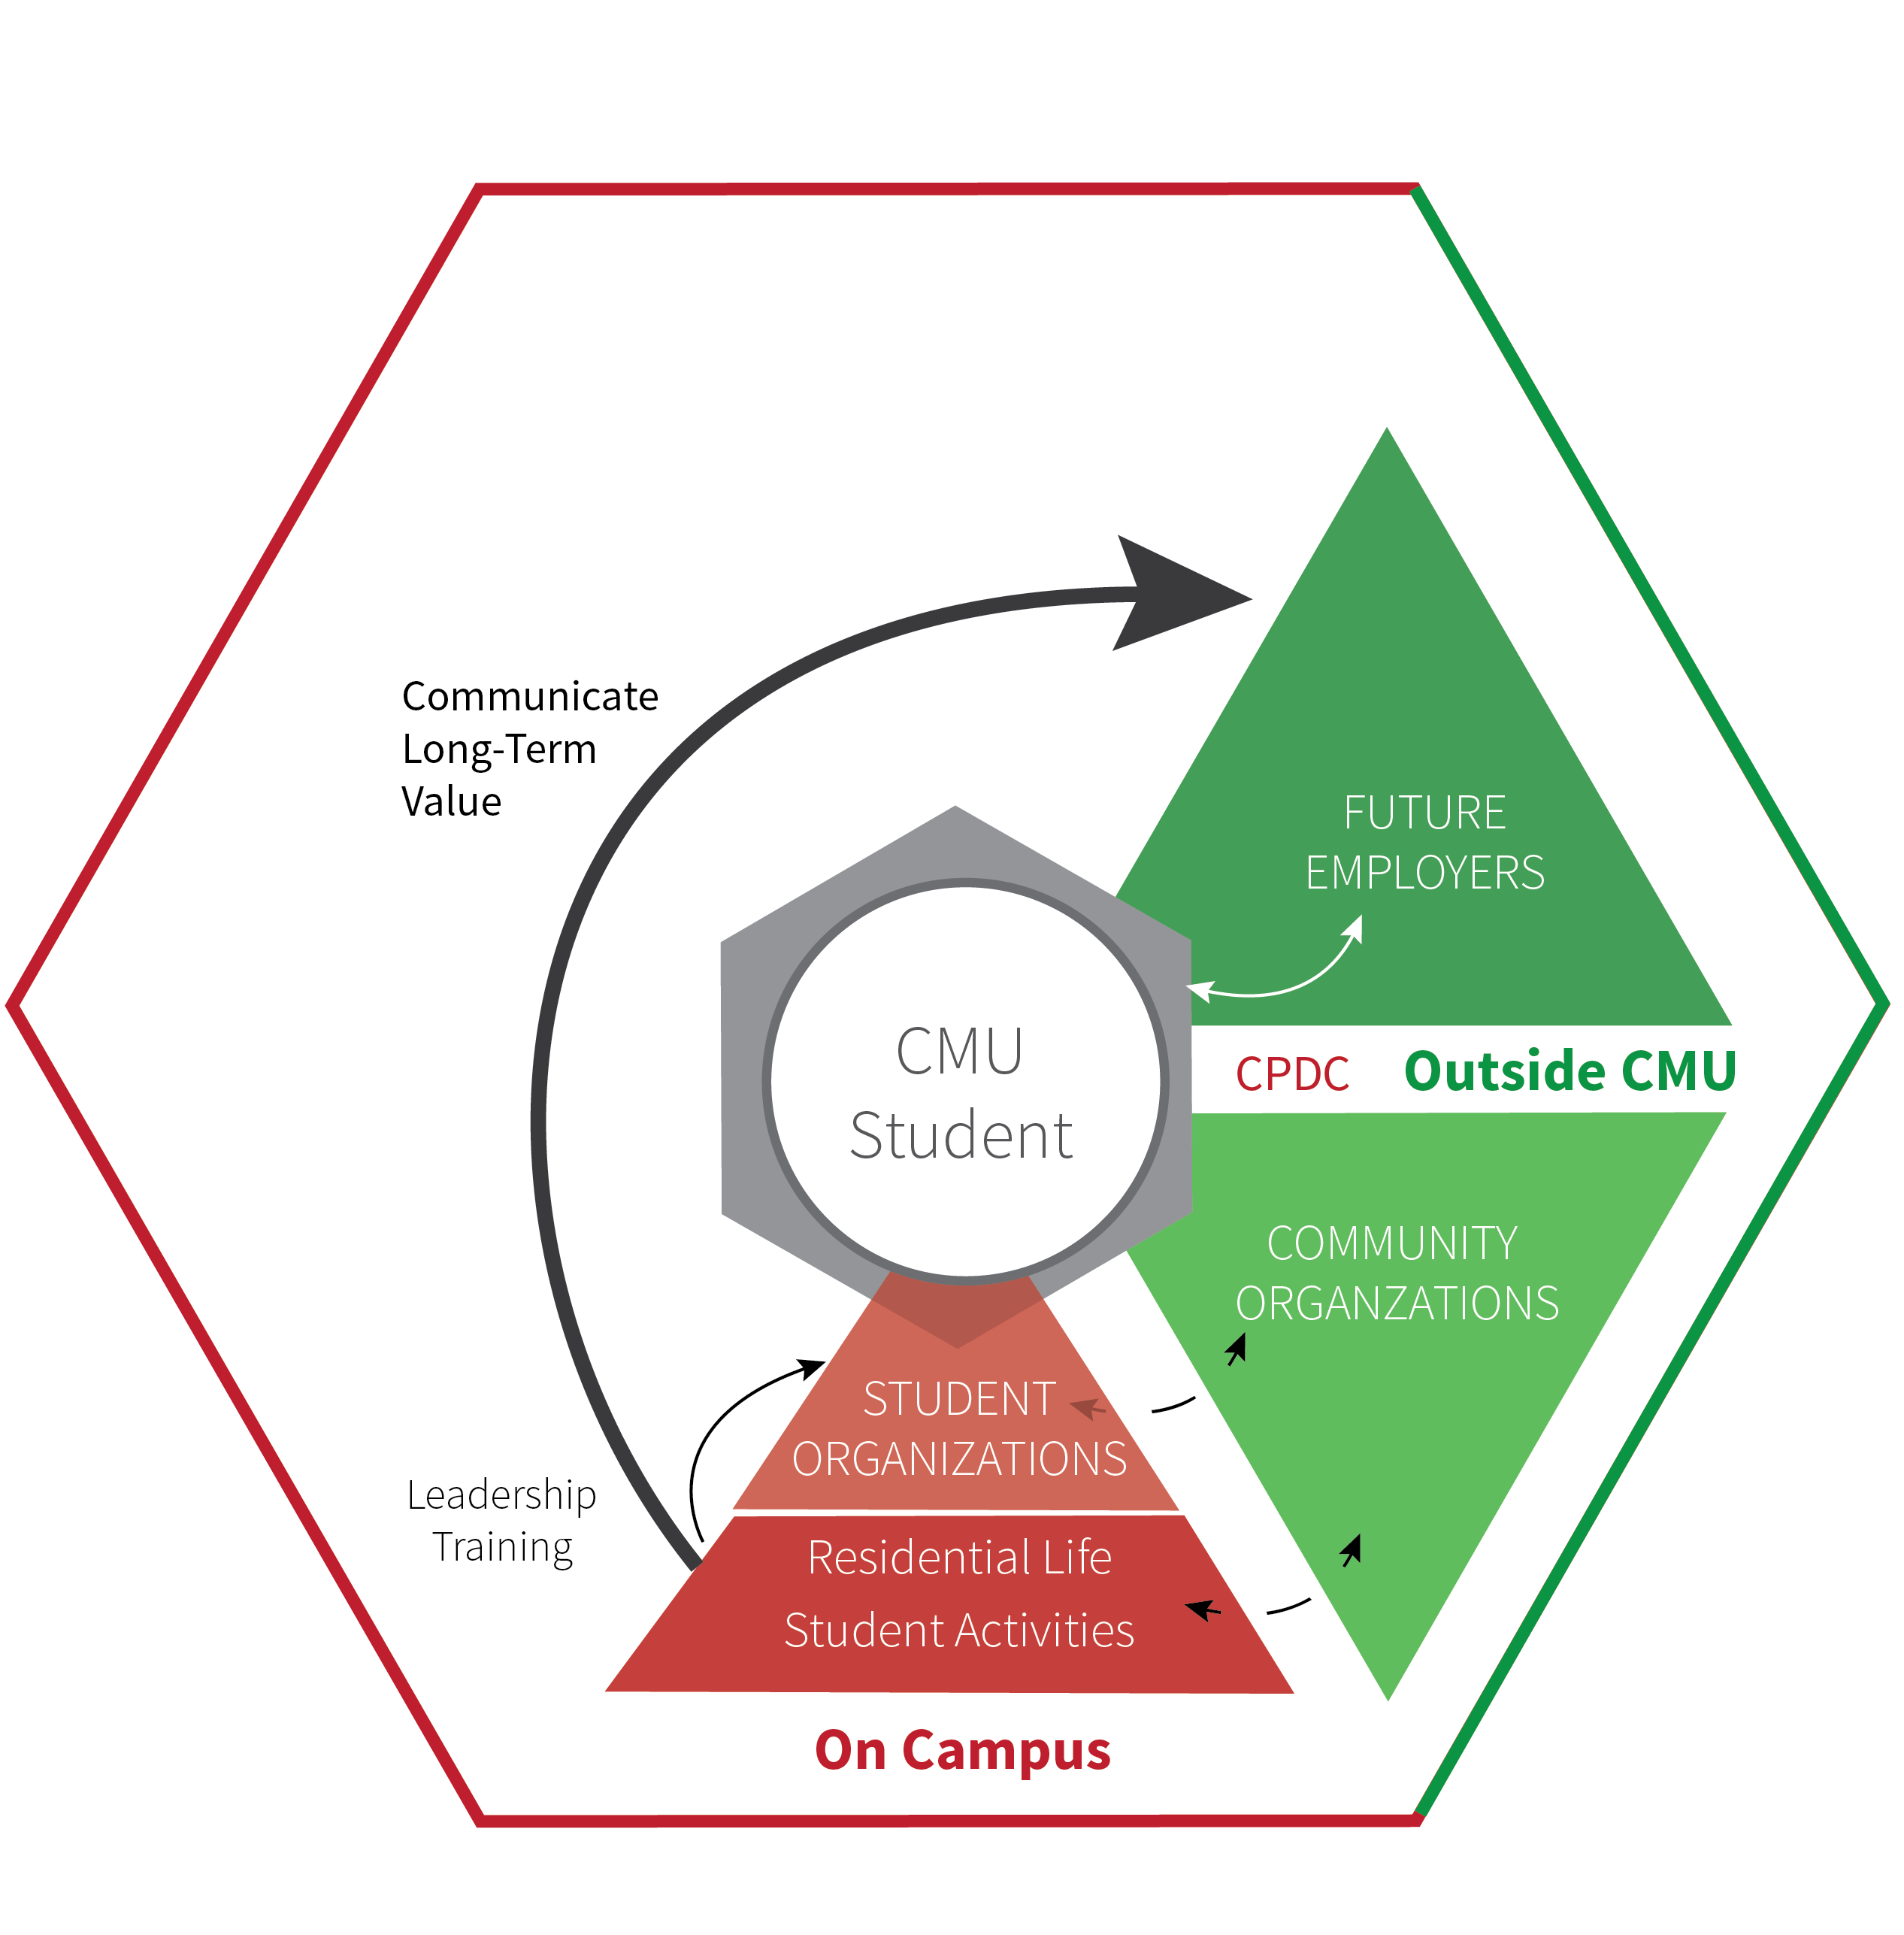 Communicate
Long-Term
Value
FUTURE
EMPLOYERS
CMU
Student
CPDC
Outside CMU
COMMUNITY
ORGANZATIONS
STUDENT
ORGANIZATIONS
Leadership
Training
Residential Life
Student Activities
On Campus